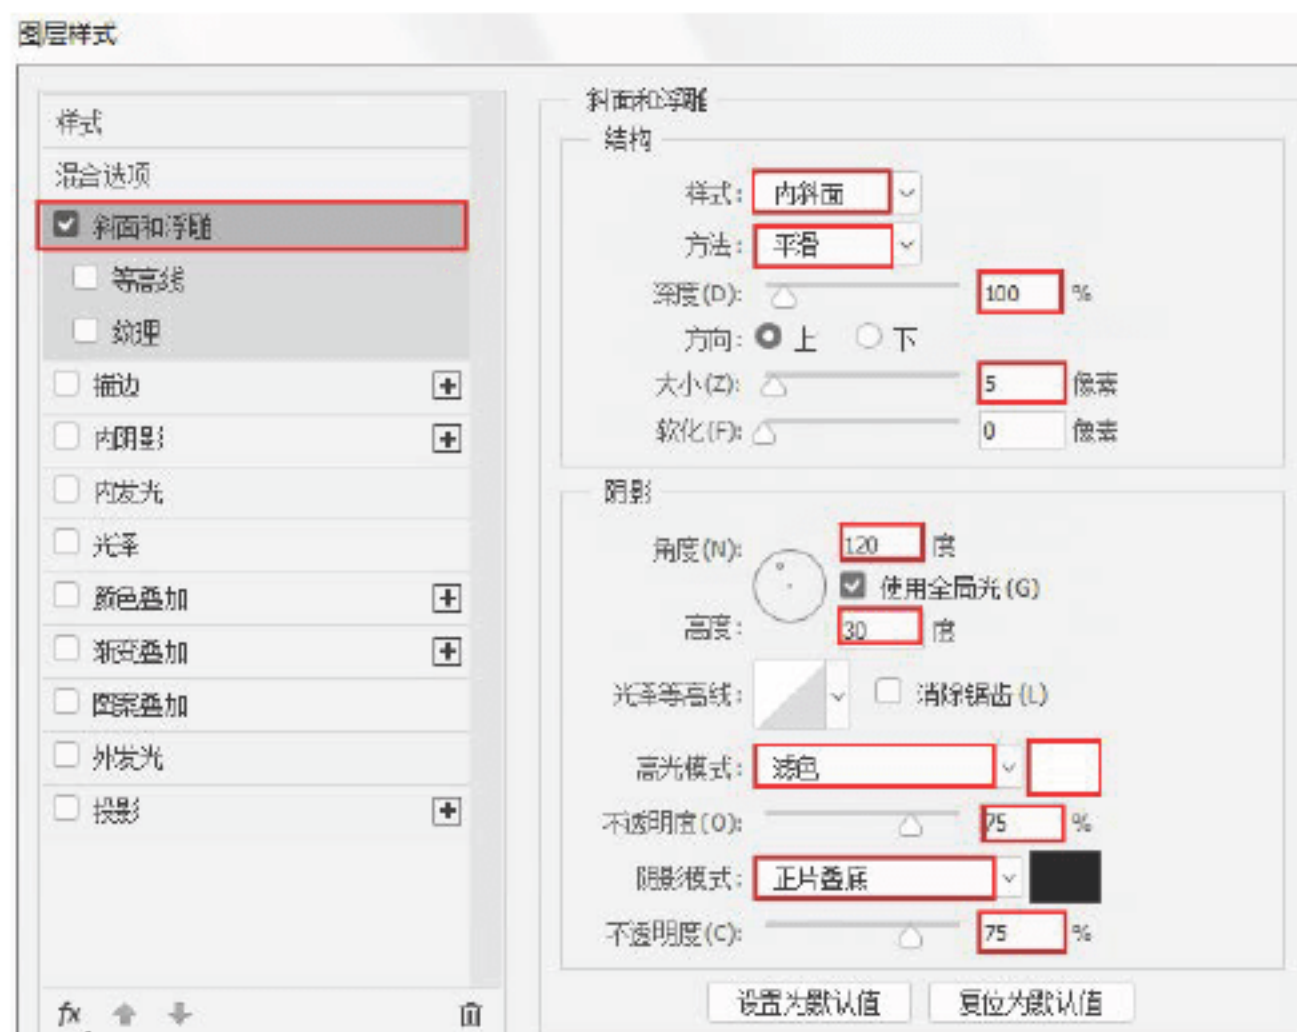 图层样式
样式
混合选项
斜面和浮雕
等高线
纹理
描边
内阴影
内发光
光泽
颜色叠加
渐变叠加
图案叠加
外发光
投影
fx
斜面和浮雕
结构
样式: 内斜面
方法: 平滑
深度(D): 100 %
方向: 上 下
大小(Z): 5 像素
软化(F): 0 像素
阴影
角度(N): 120 度
使用全局光(G)
高度: 30 度
光泽等高线: 消除锯齿(L)
高光模式: 滤色
不透明度(O): 75 %
阴影模式: 正片叠底
不透明度(C): 75 %
设置为默认值 复位为默认值